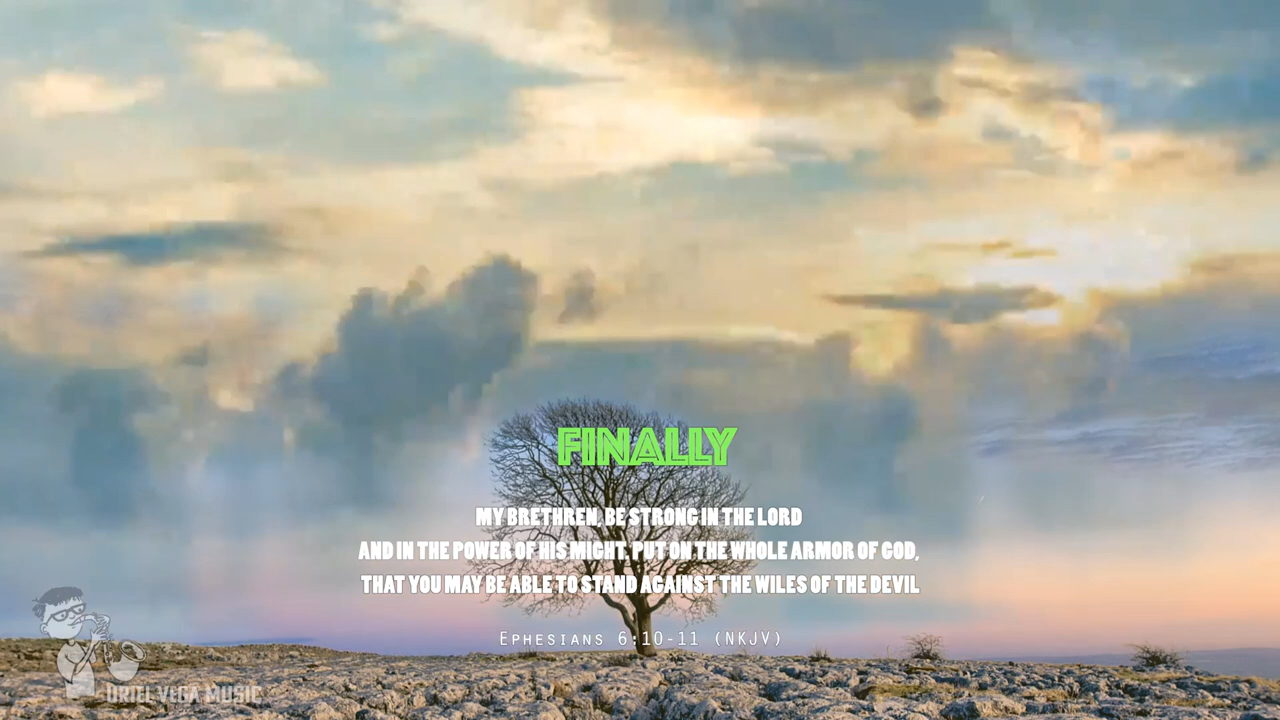 FINALLY
MY BRETHREN, BE STRONG IN THE LORD
AND IN THE POWER OF HIS MIGHT. PUT ON THE WHOLE ARMOR OF GOD,
THAT YOU MAY BE ABLE TO STAND AGAINST THE WILES OF THE DEVIL
EPHESIANS 6:10-11 (NKJV)
ORIEL VEGA MUSIC